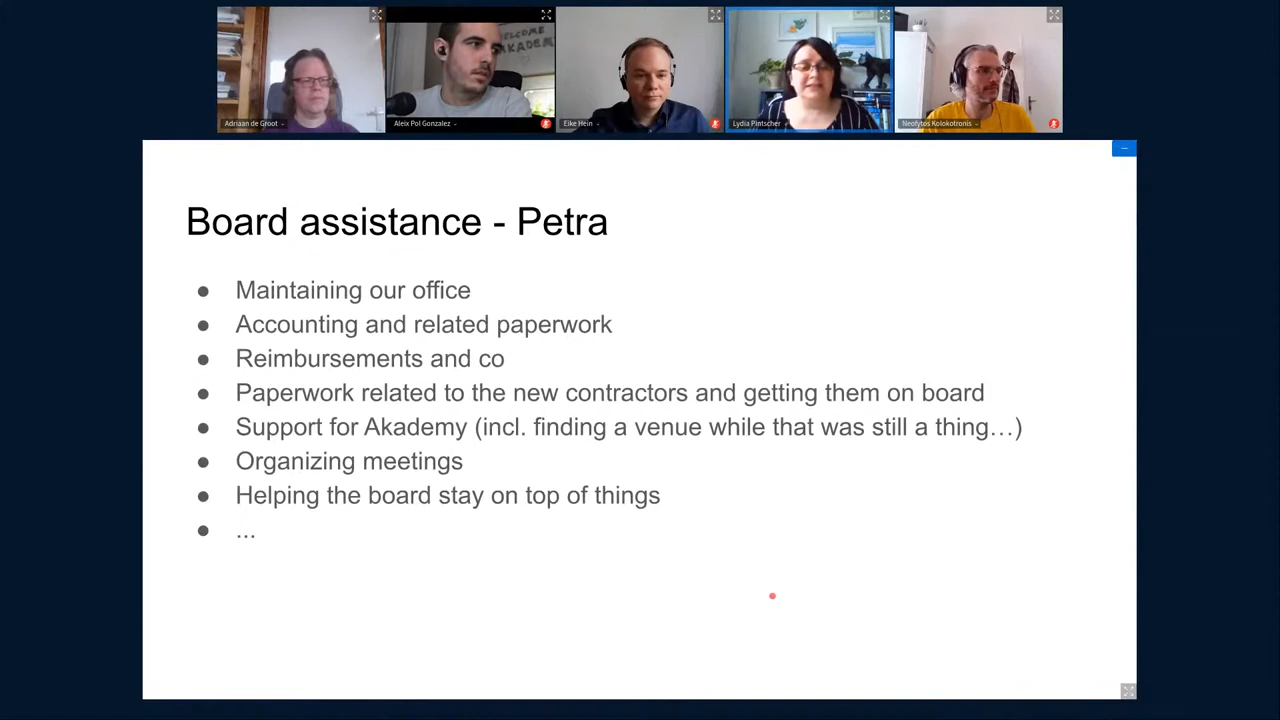 WELCOME
AKADEMY
Adriaan de Groot
Aleix Pol Gonzalez
Eike Hein
Lydia Pintscher
Neofytos Kolokotronis
Board assistance - Petra
● Maintaining our office
● Accounting and related paperwork
● Reimbursements and co
● Paperwork related to the new contractors and getting them on board
● Support for Akademy (incl. finding a venue while that was still a thing…)
● Organizing meetings
● Helping the board stay on top of things
● ...